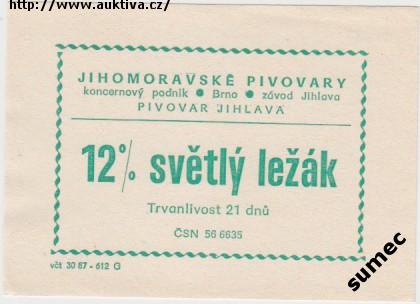 http://www.auktiva.cz/
JIHOMORAVSKÉ PIVOVARY
koncernový podnik ● Brno ● závod Jihlava
PIVOVAR JIHLAVA
12% světlý ležák
Trvanlivost 21 dnů
ČSN 56 6635
včt 30 67 - 612 G
sumec